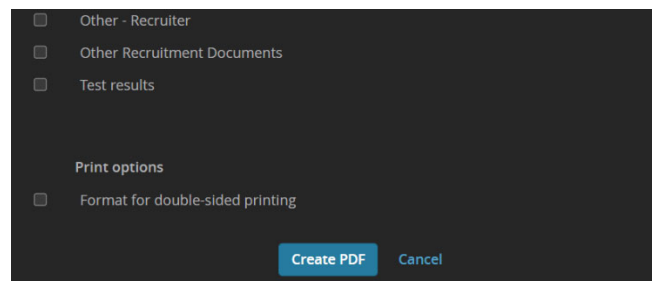 Other - Recruiter
Other Recruitment Documents
Test results
Print options
Format for double-sided printing
Create PDF Cancel